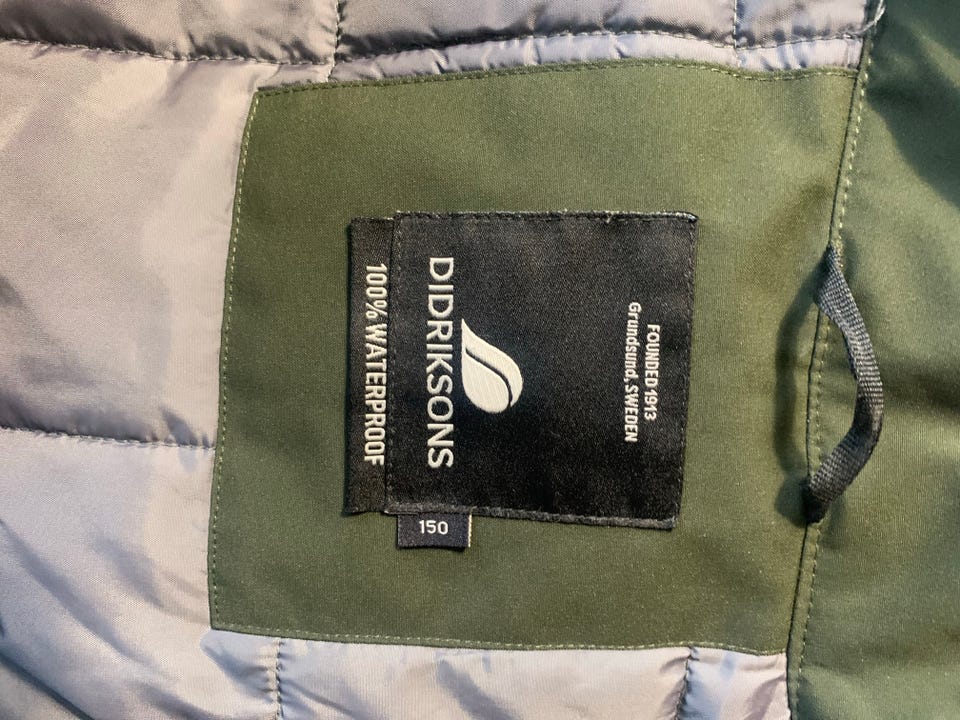 FOUNDED 1913
Grundsund, SWEDEN
DIDRIKSONS
100% WATERPROOF
150